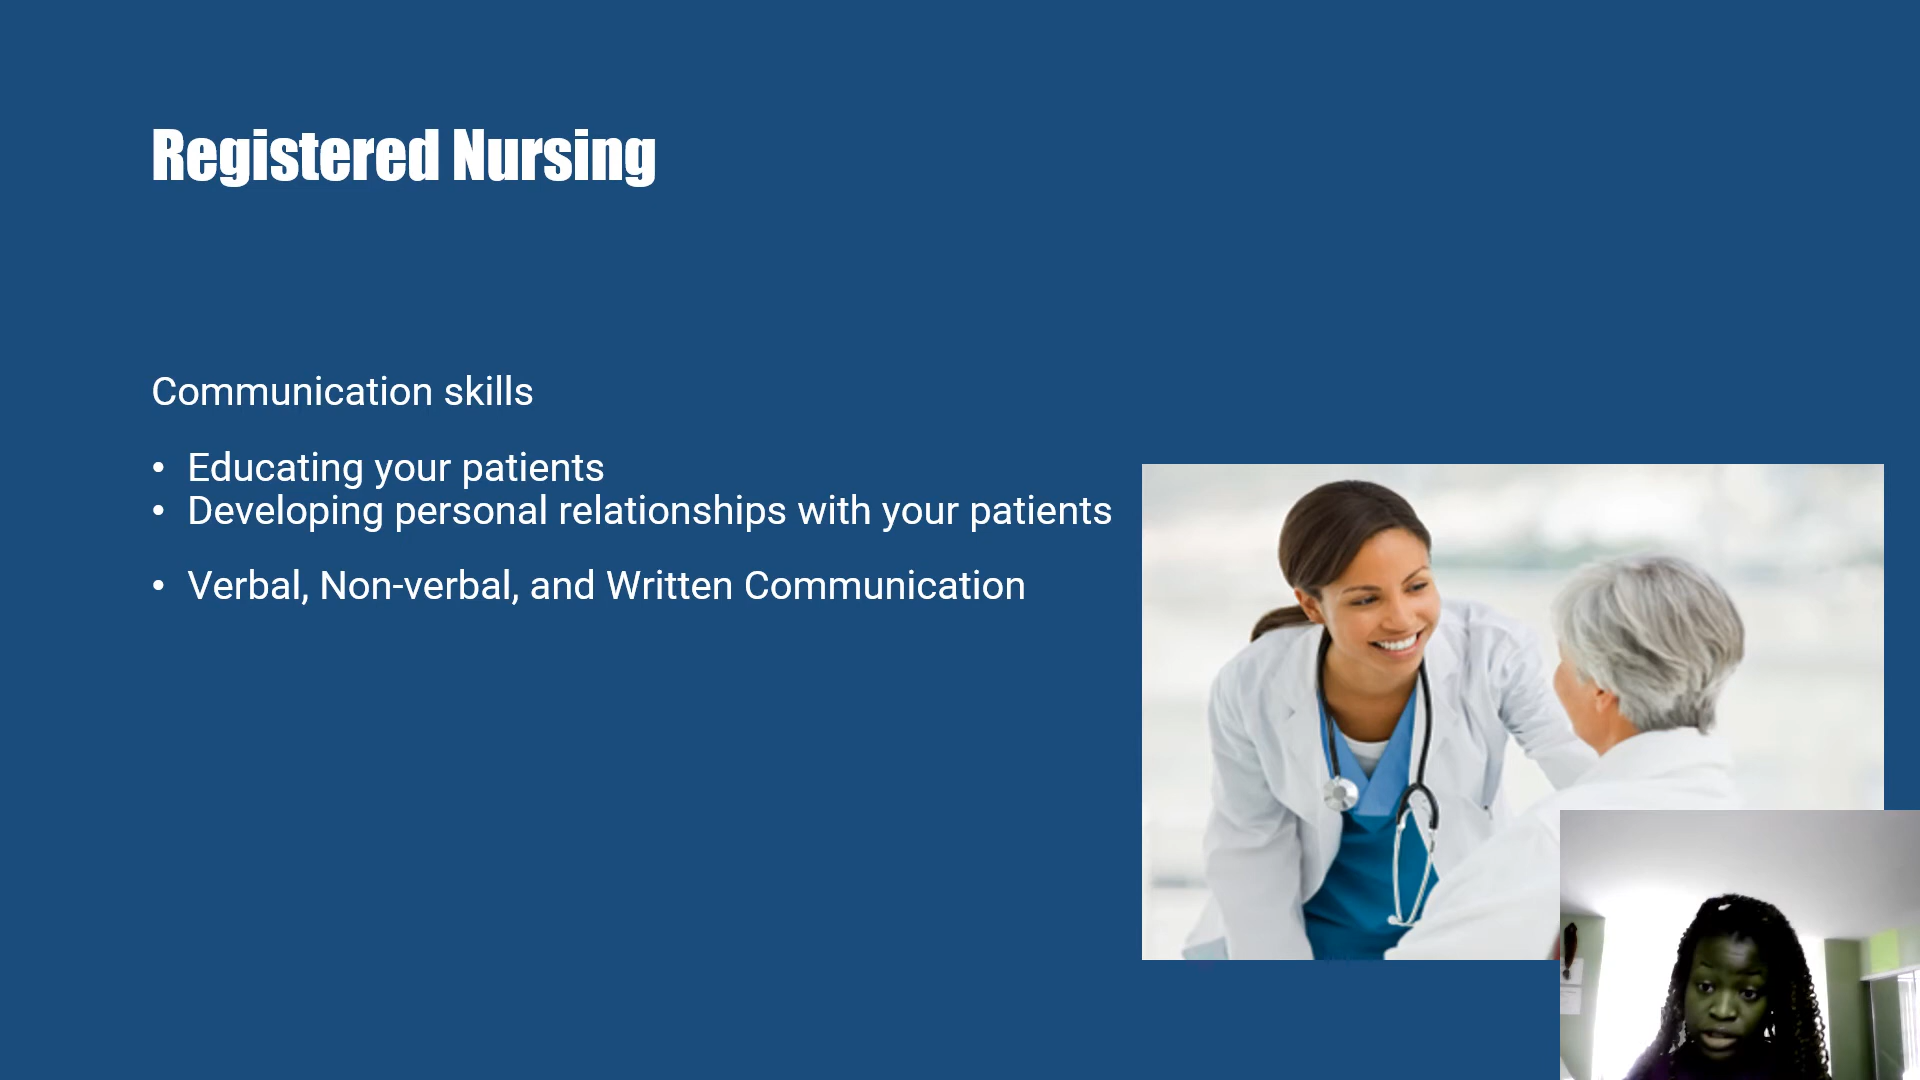 Registered Nursing
Communication skills
• Educating your patients
• Developing personal relationships with your patients
• Verbal, Non-verbal, and Written Communication